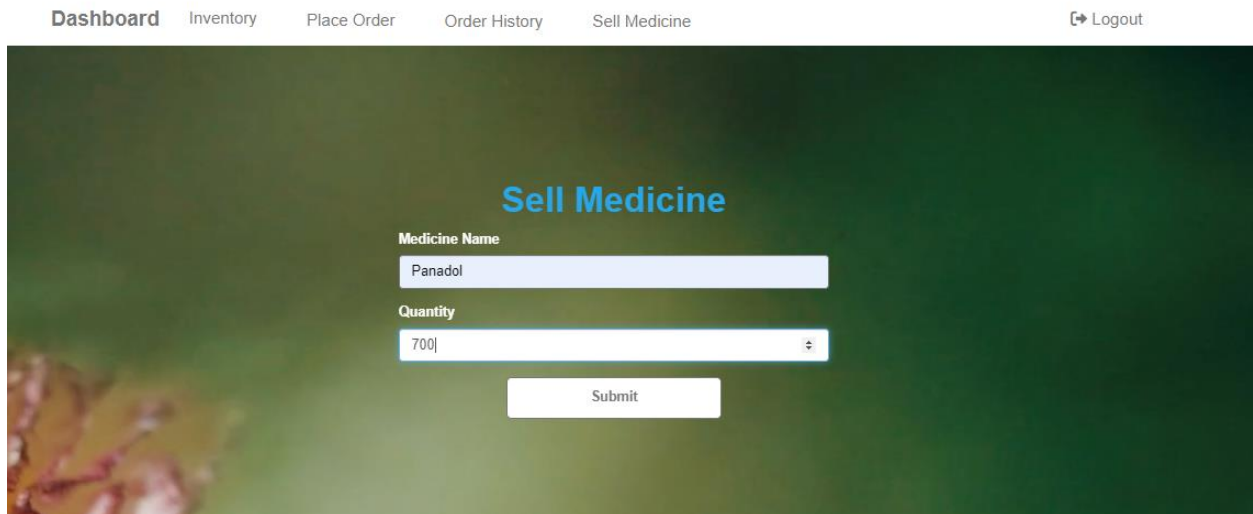 Dashboard Inventory Place Order Order History Sell Medicine Logout
Sell Medicine
Medicine Name
Panadol
Quantity
700
Submit